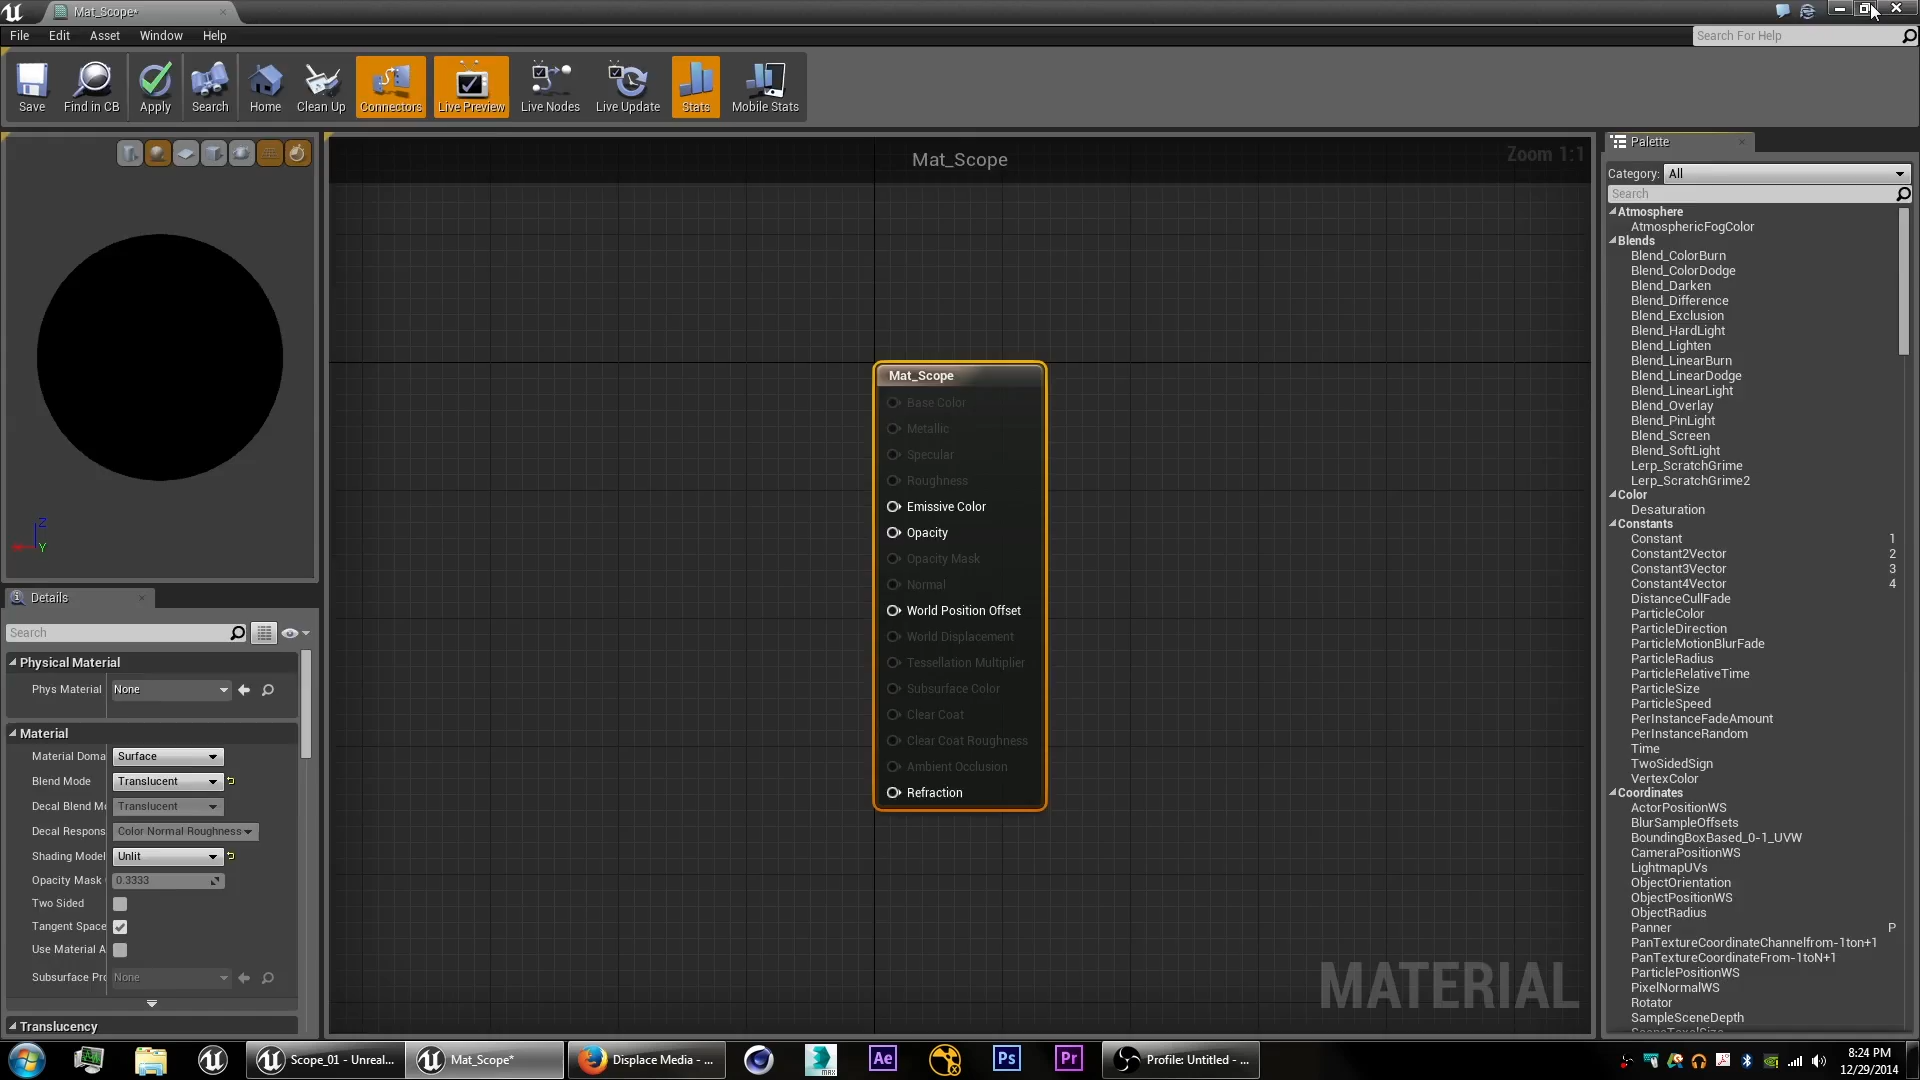 Mat_Scope*
File Edit Asset Window Help
Search For Help
Save Find in CB Apply Search Home Clean Up Connectors Live Preview Live Nodes Live Update Stats Mobile Stats
Mat_Scope
Zoom 1:1
Z
Y
Details
Search
Physical Material
Phys Material None
Material
Material Doma Surface
Blend Mode Translucent
Decal Blend Mo Translucent
Decal Respons Color Normal Roughness
Shading Model Unlit
Opacity Mask 0.3333
Two Sided
Tangent Space
Use Material A
Subsurface Pro None
Translucency
Mat_Scope
Base Color
Metallic
Specular
Roughness
Emissive Color
Opacity
Opacity Mask
Normal
World Position Offset
World Displacement
Tessellation Multiplier
Subsurface Color
Clear Coat
Clear Coat Roughness
Ambient Occlusion
Refraction
MATERIAL
Palette
Category: All
Search
Atmosphere
AtmosphericFogColor
Blends
Blend_ColorBurn
Blend_ColorDodge
Blend_Darken
Blend_Difference
Blend_Exclusion
Blend_HardLight
Blend_Lighten
Blend_LinearBurn
Blend_LinearDodge
Blend_LinearLight
Blend_Overlay
Blend_PinLight
Blend_Screen
Blend_SoftLight
Lerp_ScratchGrime
Lerp_ScratchGrime2
Color
Desaturation
Constants
Constant 1
Constant2Vector 2
Constant3Vector 3
Constant4Vector 4
DistanceCullFade
ParticleColor
ParticleDirection
ParticleMotionBlurFade
ParticleRadius
ParticleRelativeTime
ParticleSize
ParticleSpeed
PerInstanceFadeAmount
PerInstanceRandom
Time
TwoSidedSign
VertexColor
Coordinates
ActorPositionWS
BlurSampleOffsets
BoundingBoxBased_0-1_UVW
CameraPositionWS
LightmapUVs
ObjectOrientation
ObjectPositionWS
ObjectRadius
Panner P
PanTextureCoordinateChannelfrom-1ton+1
PanTextureCoordinateFrom-1toN+1
ParticlePositionWS
PixelNormalWS
Rotator
SampleSceneDepth
Scope_01 - Unreal... Mat_Scope* Displace Media - ... MAX Ae Ps Pr Profile: Untitled - ...
8:24 PM
12/29/2014